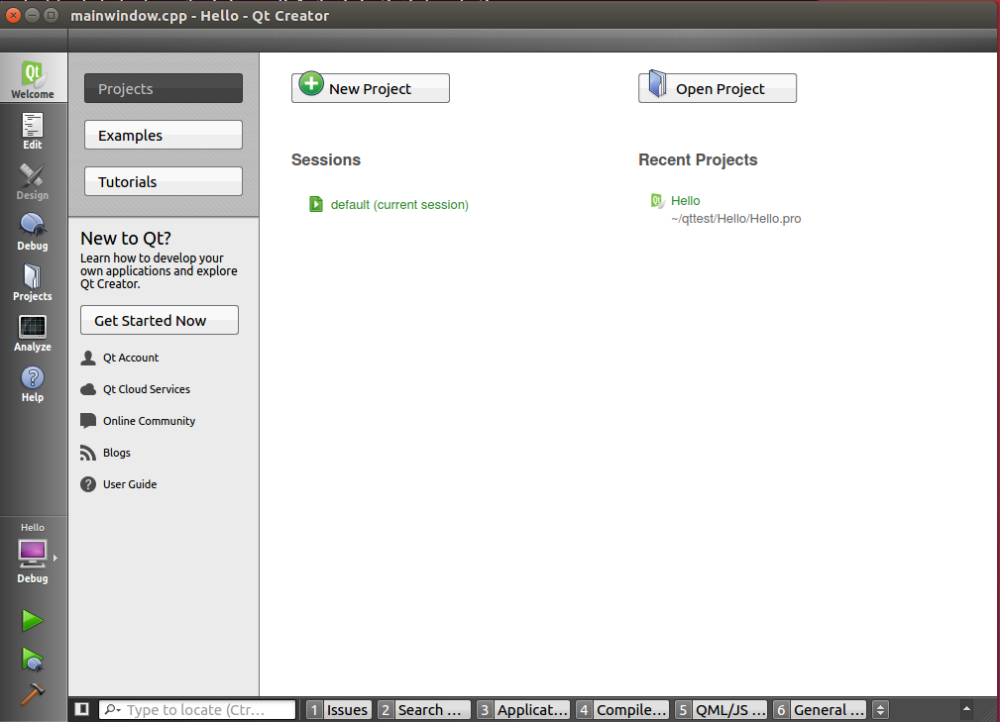 mainwindow.cpp - Hello - Qt Creator
Qt
Welcome
Edit
Design
Debug
Projects
Analyze
Help
Hello
Debug
Projects
Examples
Tutorials
New to Qt?
Learn how to develop your
own applications and explore
Qt Creator.
Get Started Now
Qt Account
Qt Cloud Services
Online Community
Blogs
? User Guide
New Project
Sessions
default (current session)
Open Project
Recent Projects
Hello
~/qttest/Hello/Hello.pro
Type to locate (Ctr...
1 Issues
2 Search ...
3 Applicat...
4 Compile...
5 QML/JS ...
6 General ...